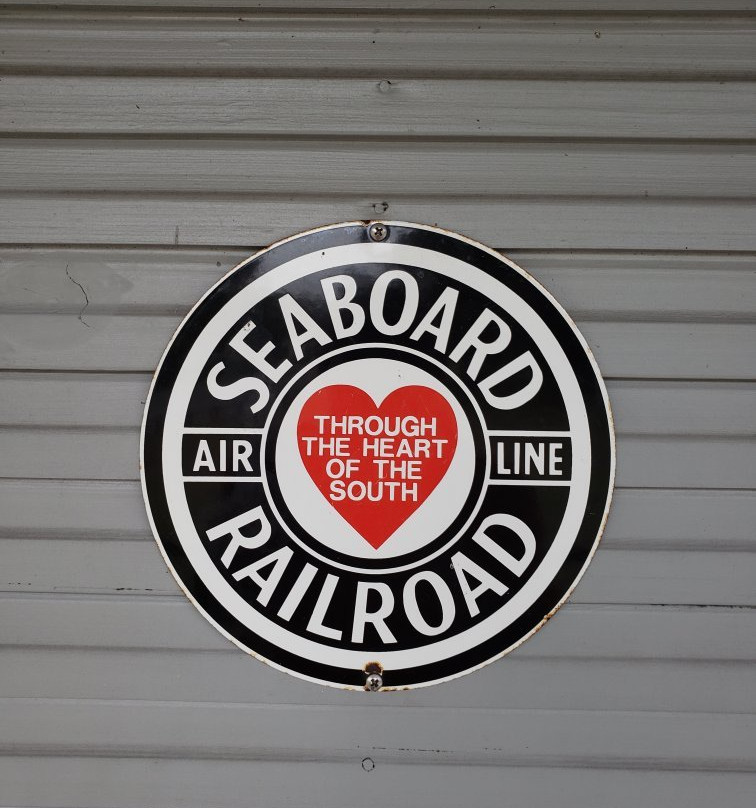 SEABOARD
AIR LINE
RAILROAD
THROUGH
THE HEART
OF THE
SOUTH